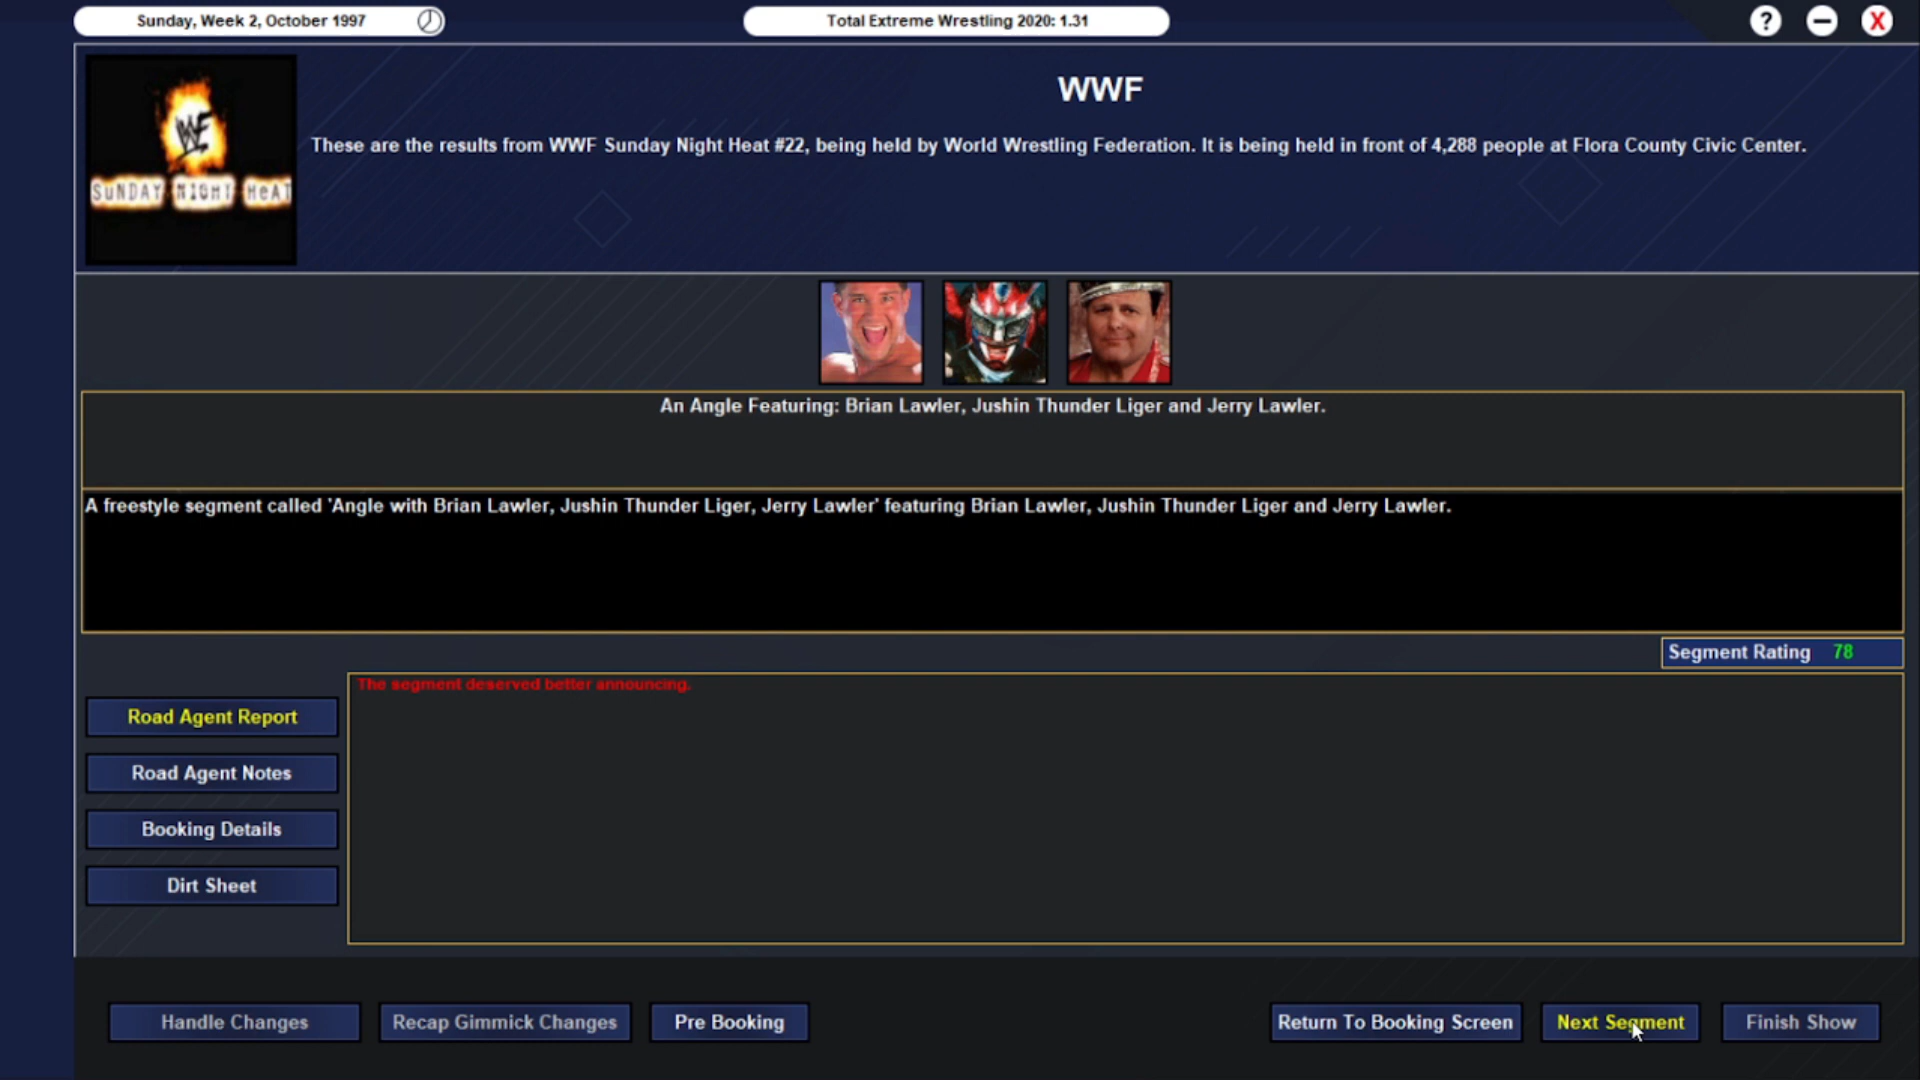 Sunday, Week 2, October 1997
Total Extreme Wrestling 2020: 1.31
?
X
WWF
SUNDAY NIGHT HEAT
These are the results from WWF Sunday Night Heat #22, being held by World Wrestling Federation. It is being held in front of 4,288 people at Flora County Civic Center.
An Angle Featuring: Brian Lawler, Jushin Thunder Liger and Jerry Lawler.
A freestyle segment called 'Angle with Brian Lawler, Jushin Thunder Liger, Jerry Lawler' featuring Brian Lawler, Jushin Thunder Liger and Jerry Lawler.
Segment Rating 78
The segment deserved better announcing.
Road Agent Report
Road Agent Notes
Booking Details
Dirt Sheet
Handle Changes
Recap Gimmick Changes
Pre Booking
Return To Booking Screen
Next Segment
Finish Show